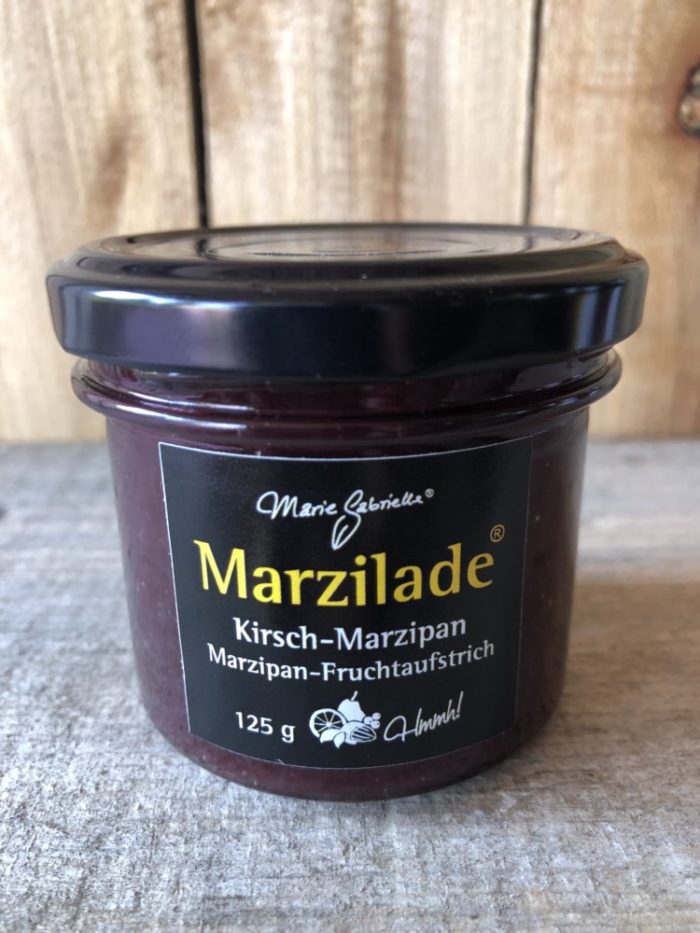 Marie Gabrielle®
Marzilade®
Kirsch-Marzipan
Marzipan-Fruchtaufstrich
125 g Hmmh!